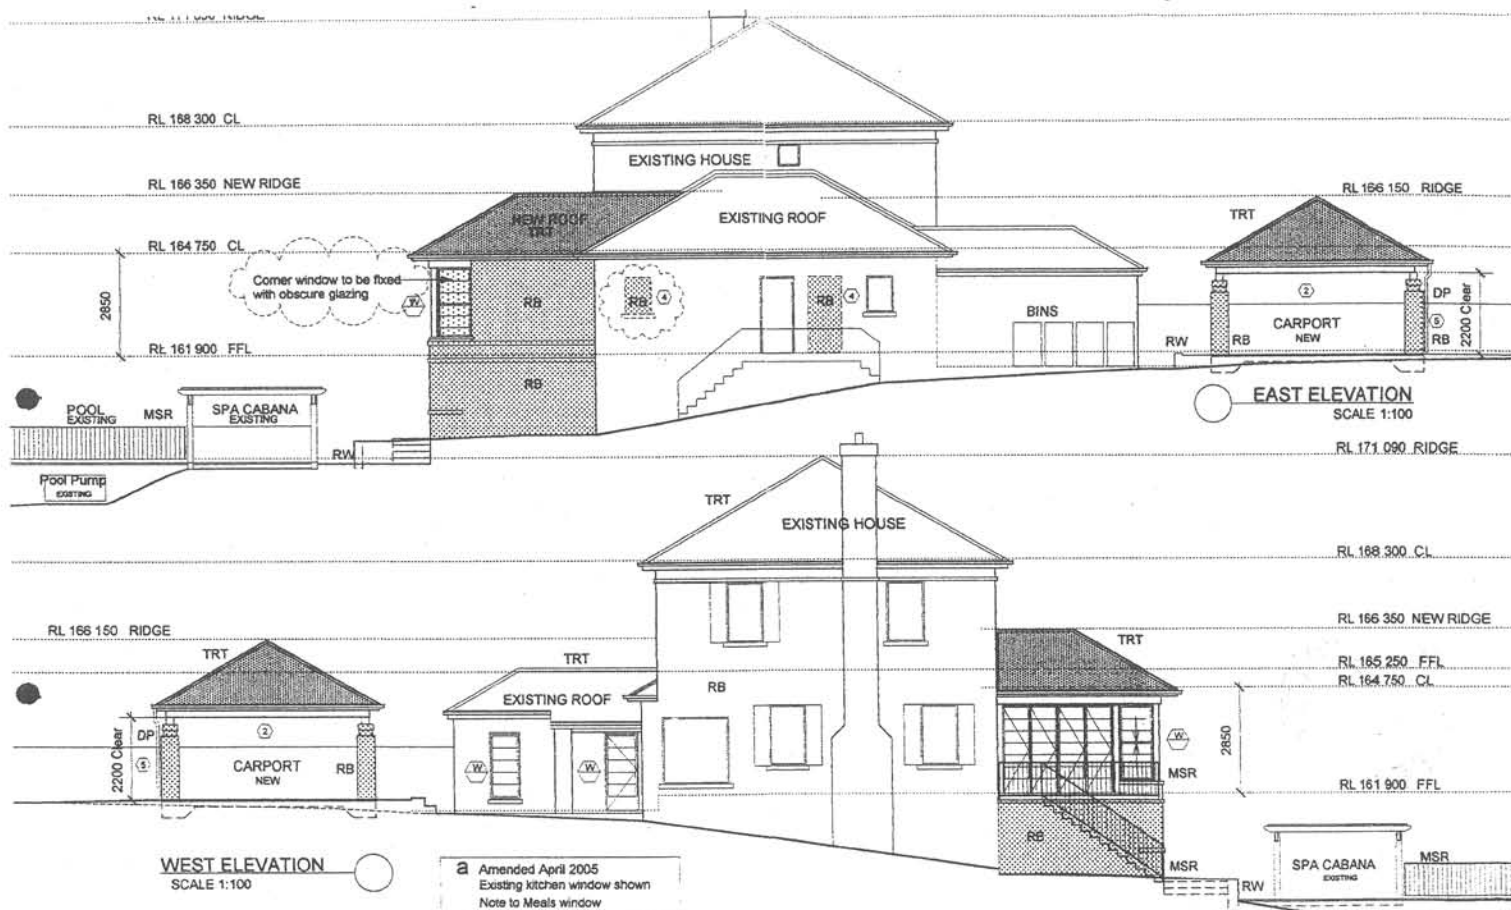 RL 168 300 CL
EXISTING HOUSE
RL 166 350 NEW RIDGE
RL 166 150 RIDGE
NEW ROOF
TRT
EXISTING ROOF
TRT
RL 164 750 CL
Corner window to be fixed
with obscure glazing
W
2850
RB
RB
4
RB
4
2
DP
2200 Clear
BINS
CARPORT
NEW
5
RL 161 900 FFL
RW
RB
RB
RB
EAST ELEVATION
SCALE 1:100
POOL
EXISTING
MSR
SPA CABANA
EXISTING
RW
RL 171 090 RIDGE
Pool Pump
EXISTING
TRT
EXISTING HOUSE
RL 168 300 CL
RL 166 150 RIDGE
RL 166 350 NEW RIDGE
TRT
TRT
TRT
RL 165 250 FFL
RL 164 750 CL
EXISTING ROOF
RB
2200 Clear
DP
2
W
2850
5
CARPORT
NEW
RB
W
W
MSR
RL 161 900 FFL
RB
WEST ELEVATION
SCALE 1:100
a Amended April 2005
Existing kitchen window shown
Note to Meals window
MSR
RW
SPA CABANA
EXISTING
MSR